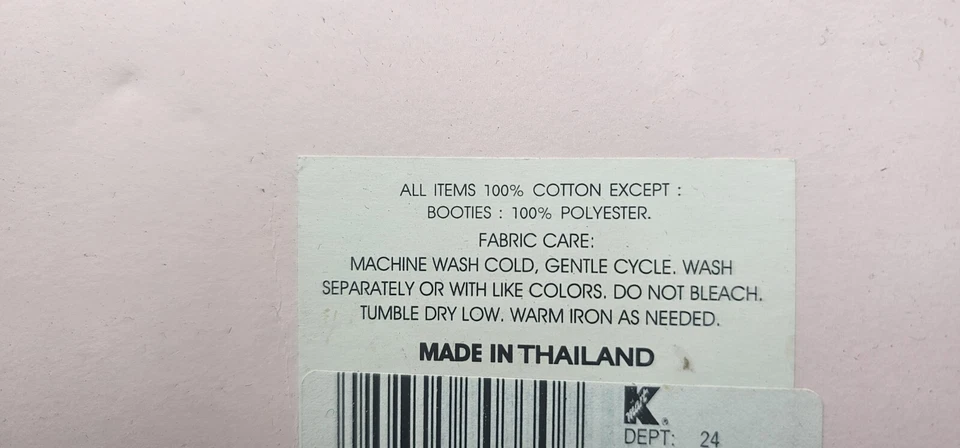 ALL ITEMS 100% COTTON EXCEPT :
BOOTIES : 100% POLYESTER.
FABRIC CARE:
MACHINE WASH COLD, GENTLE CYCLE. WASH
SEPARATELY OR WITH LIKE COLORS. DO NOT BLEACH.
TUMBLE DRY LOW. WARM IRON AS NEEDED.
MADE IN THAILAND
K
mart
®
DEPT: 24